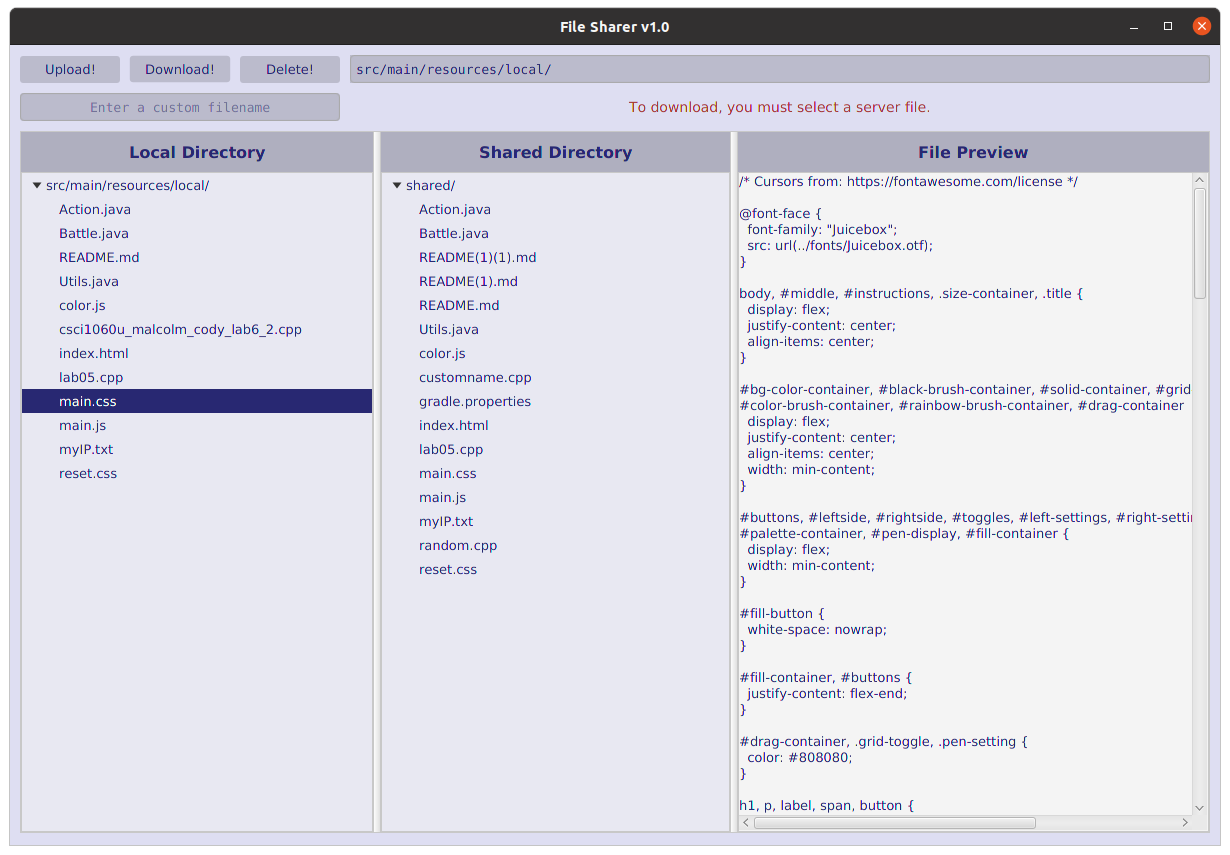 File Sharer v1.0
Upload!
Download!
Delete!
src/main/resources/local/
Enter a custom filename
To download, you must select a server file.
Local Directory
src/main/resources/local/
Action.java
Battle.java
README.md
Utils.java
color.js
csci1060u_malcolm_cody_lab6_2.cpp
index.html
lab05.cpp
main.css
main.js
myIP.txt
reset.css
Shared Directory
shared/
Action.java
Battle.java
README(1)(1).md
README(1).md
README.md
Utils.java
color.js
customname.cpp
gradle.properties
index.html
lab05.cpp
main.css
main.js
myIP.txt
random.cpp
reset.css
File Preview
/* Cursors from: https://fontawesome.com/license */
@font-face {
  font-family: "Juicebox";
  src: url(../fonts/Juicebox.otf);
}
body, #middle, #instructions, .size-container, .title {
  display: flex;
  justify-content: center;
  align-items: center;
}
#bg-color-container, #black-brush-container, #solid-container, #grid
#color-brush-container, #rainbow-brush-container, #drag-container
  display: flex;
  justify-content: center;
  align-items: center;
  width: min-content;
}
#buttons, #leftside, #rightside, #toggles, #left-settings, #right-settin
#palette-container, #pen-display, #fill-container {
  display: flex;
  width: min-content;
}
#fill-button {
  white-space: nowrap;
}
#fill-container, #buttons {
  justify-content: flex-end;
}
#drag-container, .grid-toggle, .pen-setting {
  color: #808080;
}
h1, p, label, span, button {